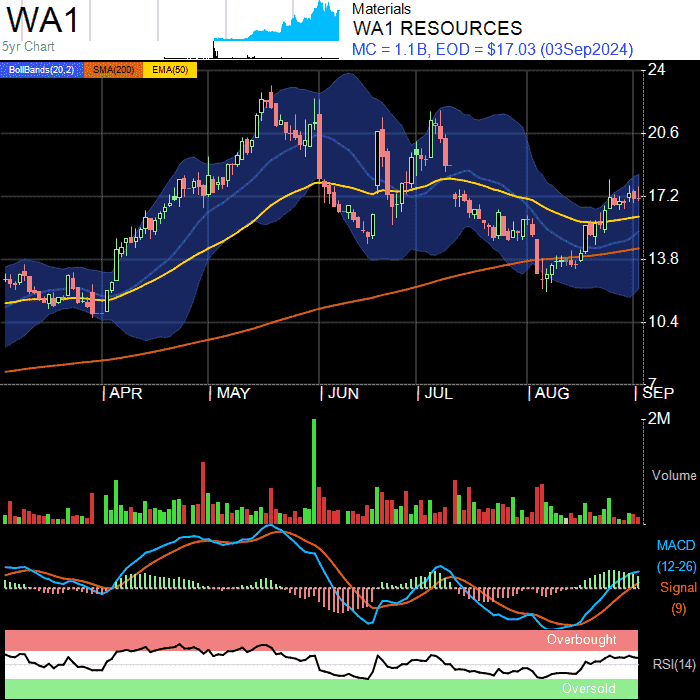 WA1
5yr Chart
Materials
WA1 RESOURCES
MC = 1.1B, EOD = $17.03 (03Sep2024)
BollBands(20,2) SMA(200) EMA(50)
24
20.6
17.2
13.8
10.4
7
APR MAY JUN JUL AUG SEP
2M
Volume
MACD
(12-26)
Signal
(9)
Overbought
RSI(14)
Oversold